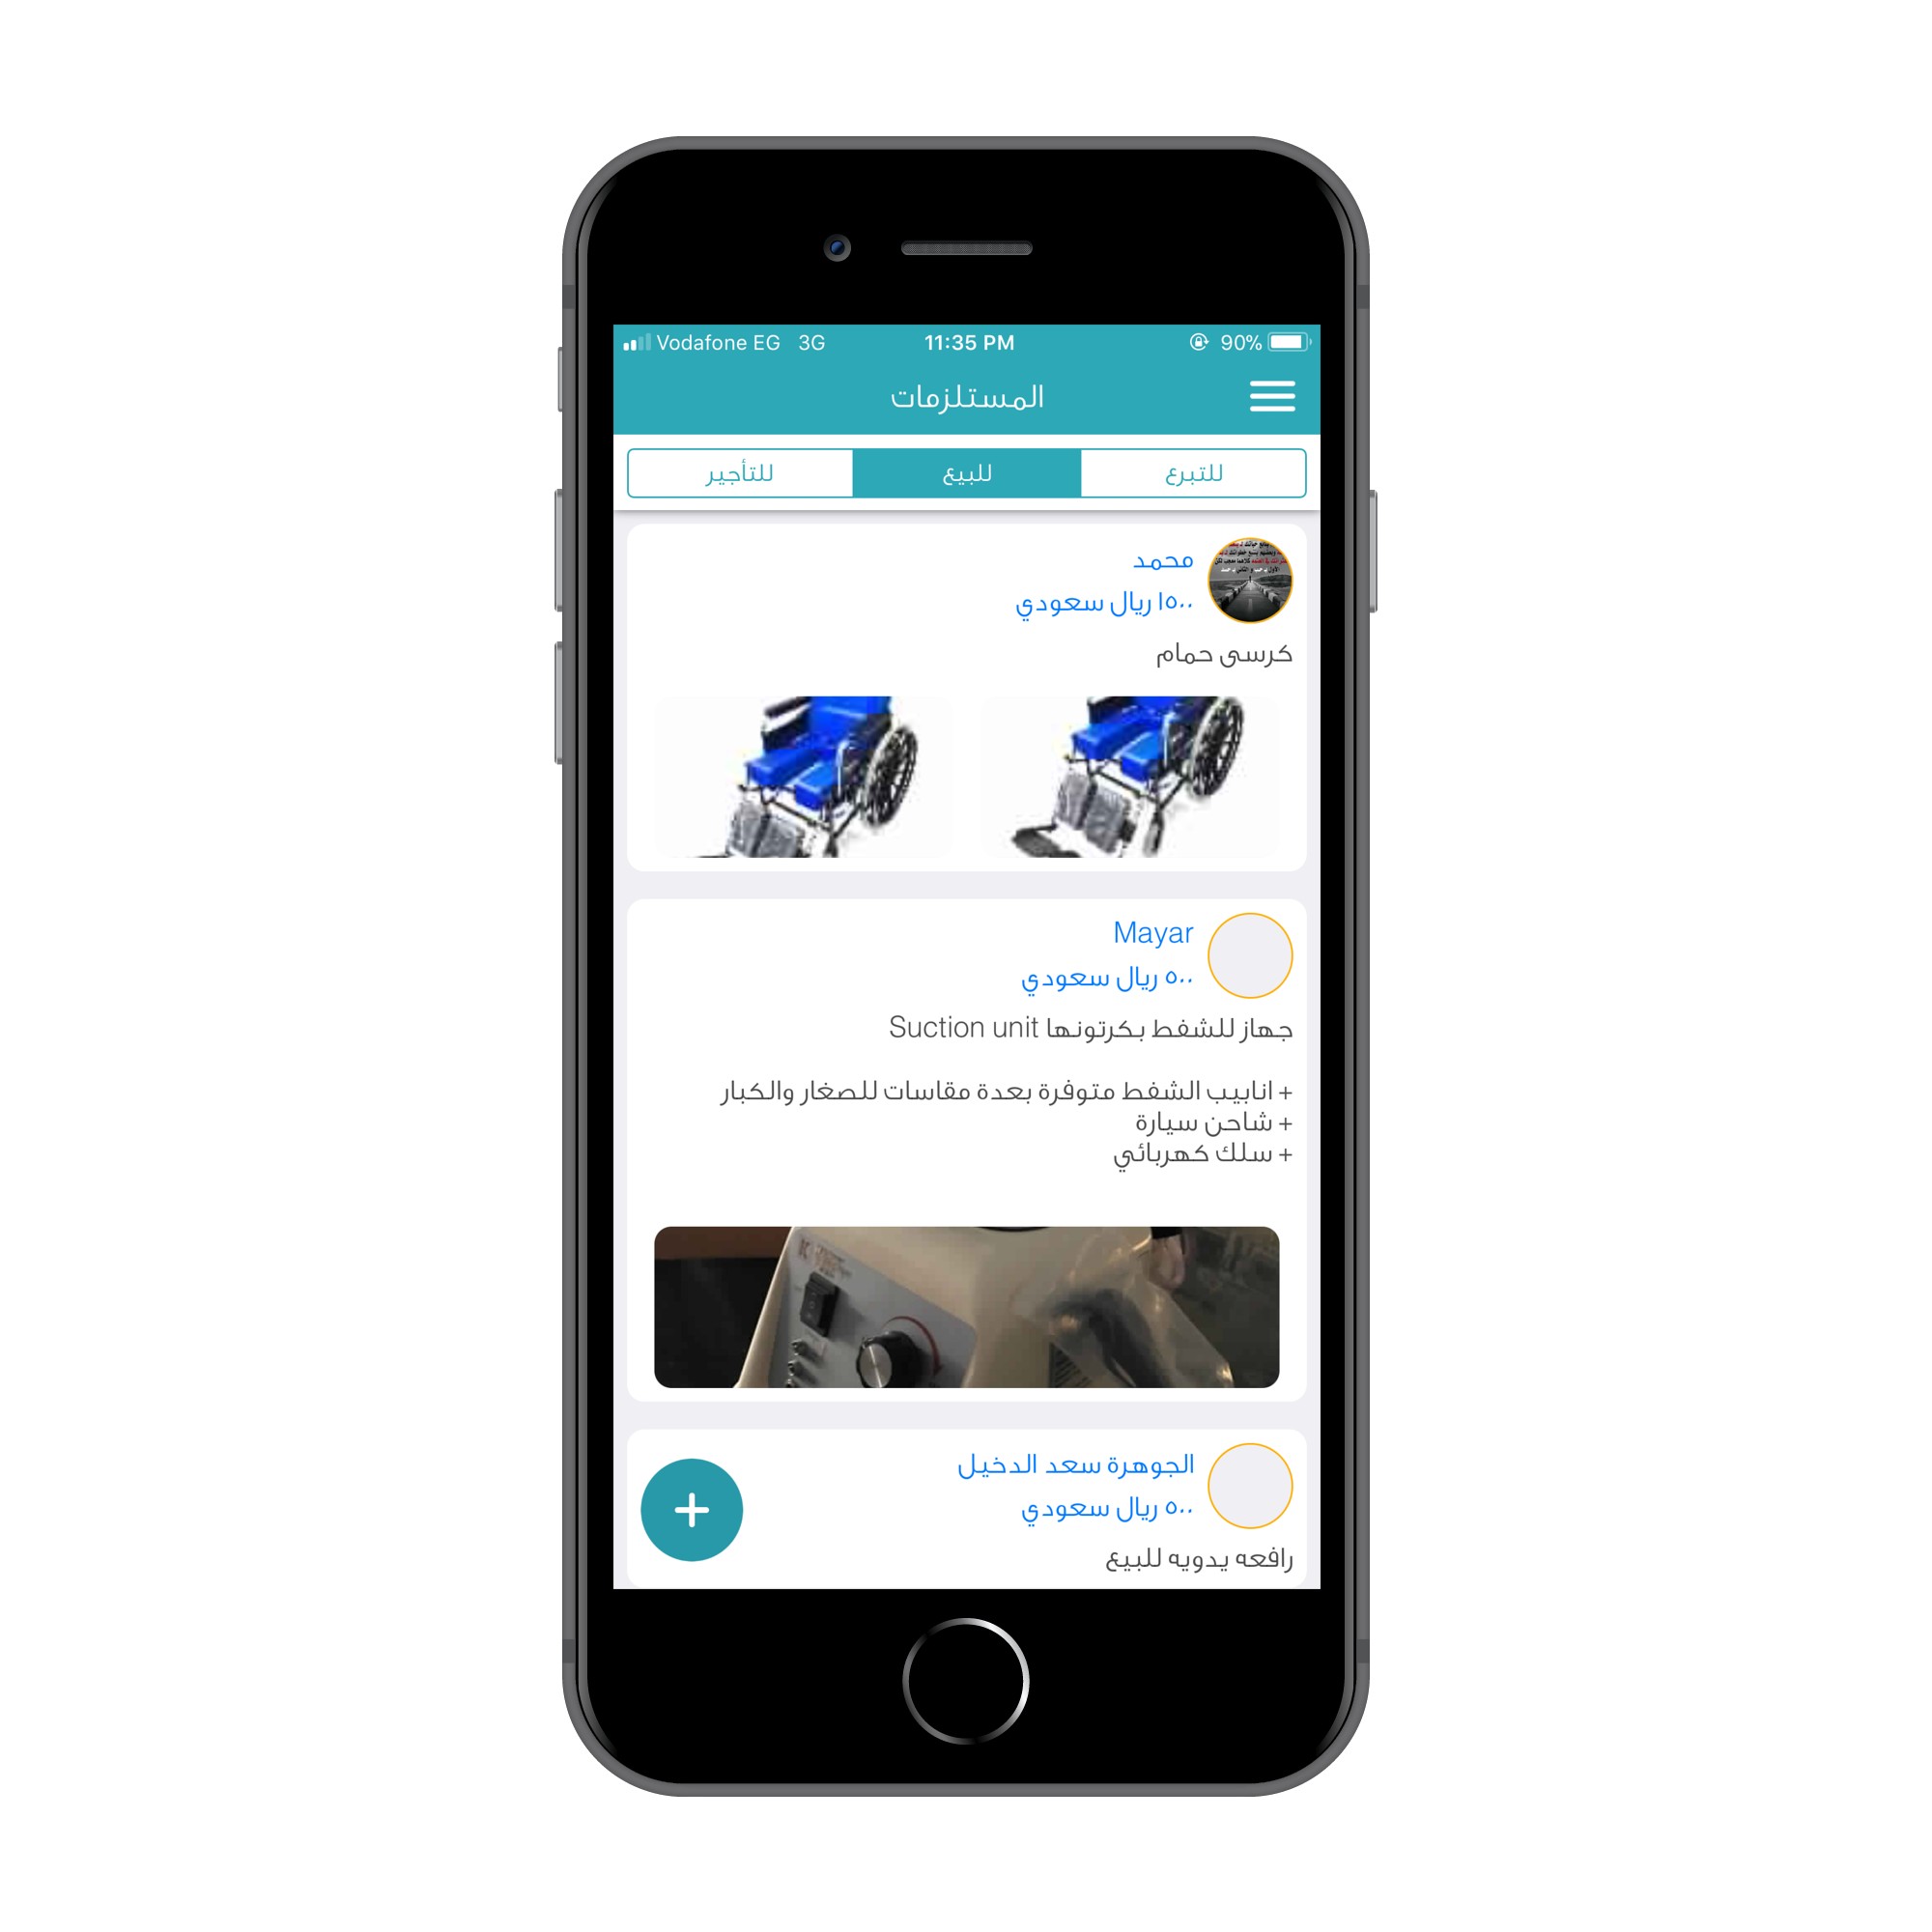 Vodafone EG 3G 11:35 PM 90%
المستلزمات
للتبرع للبيع للتأجير
محمد
١٥٠٠ ريال سعودي
كرسى حمام
Mayar
٥٠٠ ريال سعودي
جهاز للشفط بكرتونها Suction unit
+ انابيب الشفط متوفرة بعدة مقاسات للصغار والكبار
+ شاحن سيارة
+ سلك كهربائي
الجوهرة سعد الدخيل
٥٠٠ ريال سعودي
رافعه يدويه للبيع